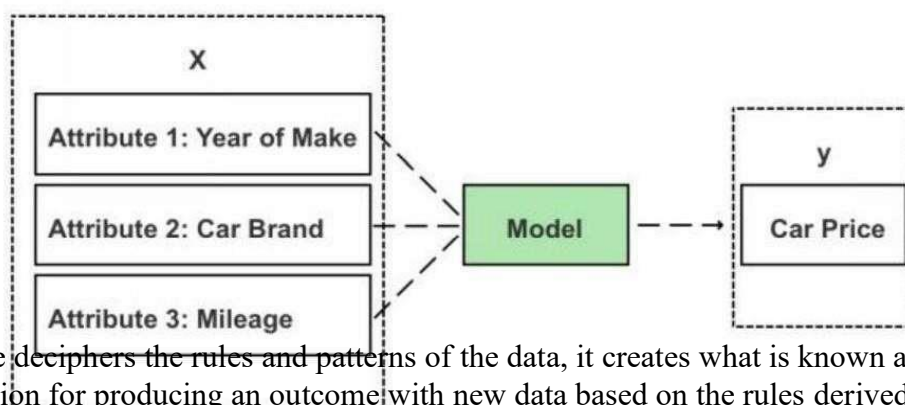 X
Attribute 1: Year of Make
Attribute 2: Car Brand
Attribute 3: Mileage
Model
y
Car Price
deciphers the rules and patterns of the data, it creates what is known
for producing an outcome with new data based on the rules derived